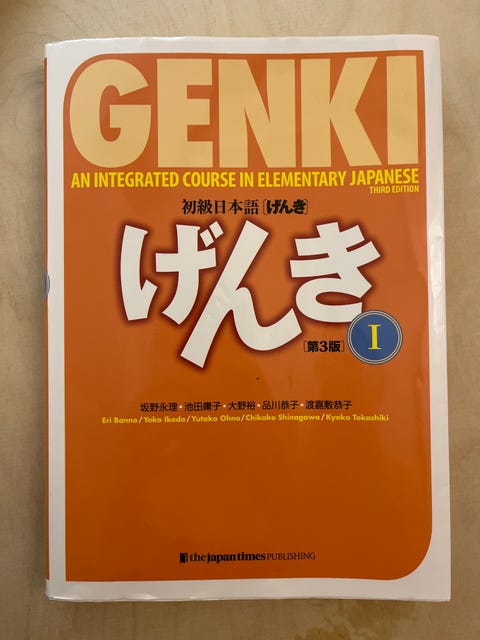 GENKI
AN INTEGRATED COURSE IN ELEMENTARY JAPANESE
THIRD EDITION
初級日本語[げんき]
げんき
[第3版]
I
坂野永理・池田庸子・大野裕・品川恭子・渡嘉敷恭子
Eri Banno/Yoko Ikeda/Yutaka Ohno/Chikako Shinagawa/Kyoko Tokashiki
the japan times PUBLISHING